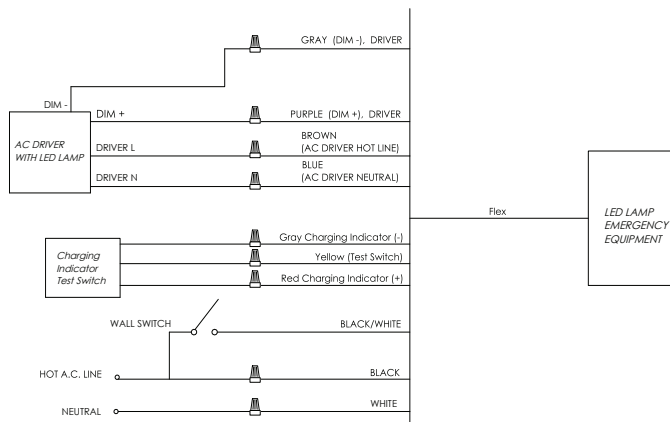 GRAY (DIM -), DRIVER
DIM -
DIM +
PURPLE (DIM +), DRIVER
AC DRIVER
WITH LED LAMP
DRIVER L
BROWN
(AC DRIVER HOT LINE)
DRIVER N
BLUE
(AC DRIVER NEUTRAL)
Flex
LED LAMP
EMERGENCY
EQUIPMENT
Charging
Indicator
Test Switch
Gray Charging Indicator (-)
Yellow (Test Switch)
Red Charging Indicator (+)
WALL SWITCH
BLACK/WHITE
HOT A.C. LINE
BLACK
NEUTRAL
WHITE